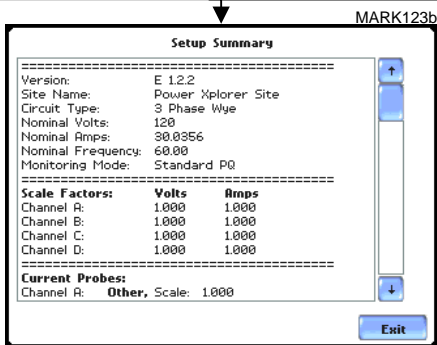 MARK123b
Setup Summary
========================================
Version: E 1.2.2
Site Name: Power Xplorer Site
Circuit Type: 3 Phase Wye
Nominal Volts: 120
Nominal Amps: 30.0356
Nominal Frequency: 60.00
Monitoring Mode: Standard PQ
========================================
Scale Factors: Volts Amps
Channel A: 1.000 1.000
Channel B: 1.000 1.000
Channel C: 1.000 1.000
Channel D: 1.000 1.000
========================================
Current Probes:
Channel A: Other, Scale: 1.000
Exit